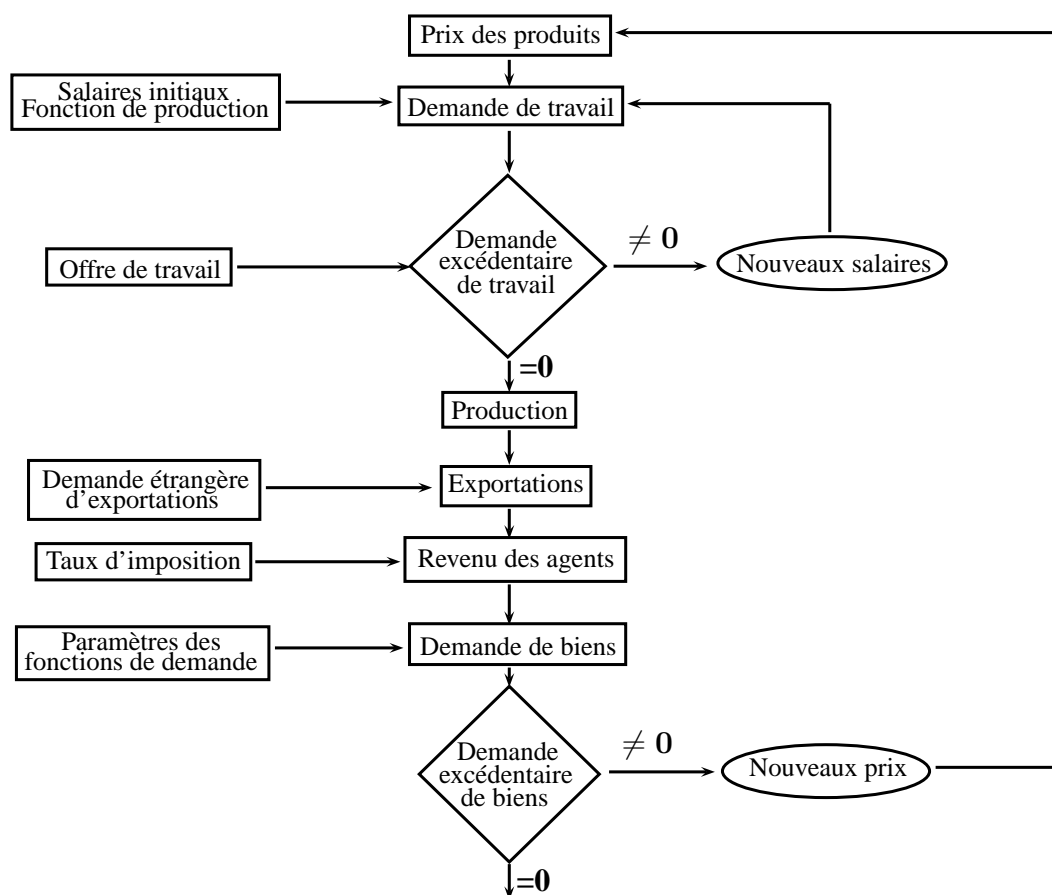 Prix des produits
Salaires initiaux
Fonction de production
Demande de travail
Demande
excédentaire
de travail
≠ 0
Nouveaux salaires
Offre de travail
=0
Production
Demande étrangère
d'exportations
Exportations
Taux d'imposition
Revenu des agents
Paramètres des
fonctions de demande
Demande de biens
Demande
excédentaire
de biens
≠ 0
Nouveaux prix
=0